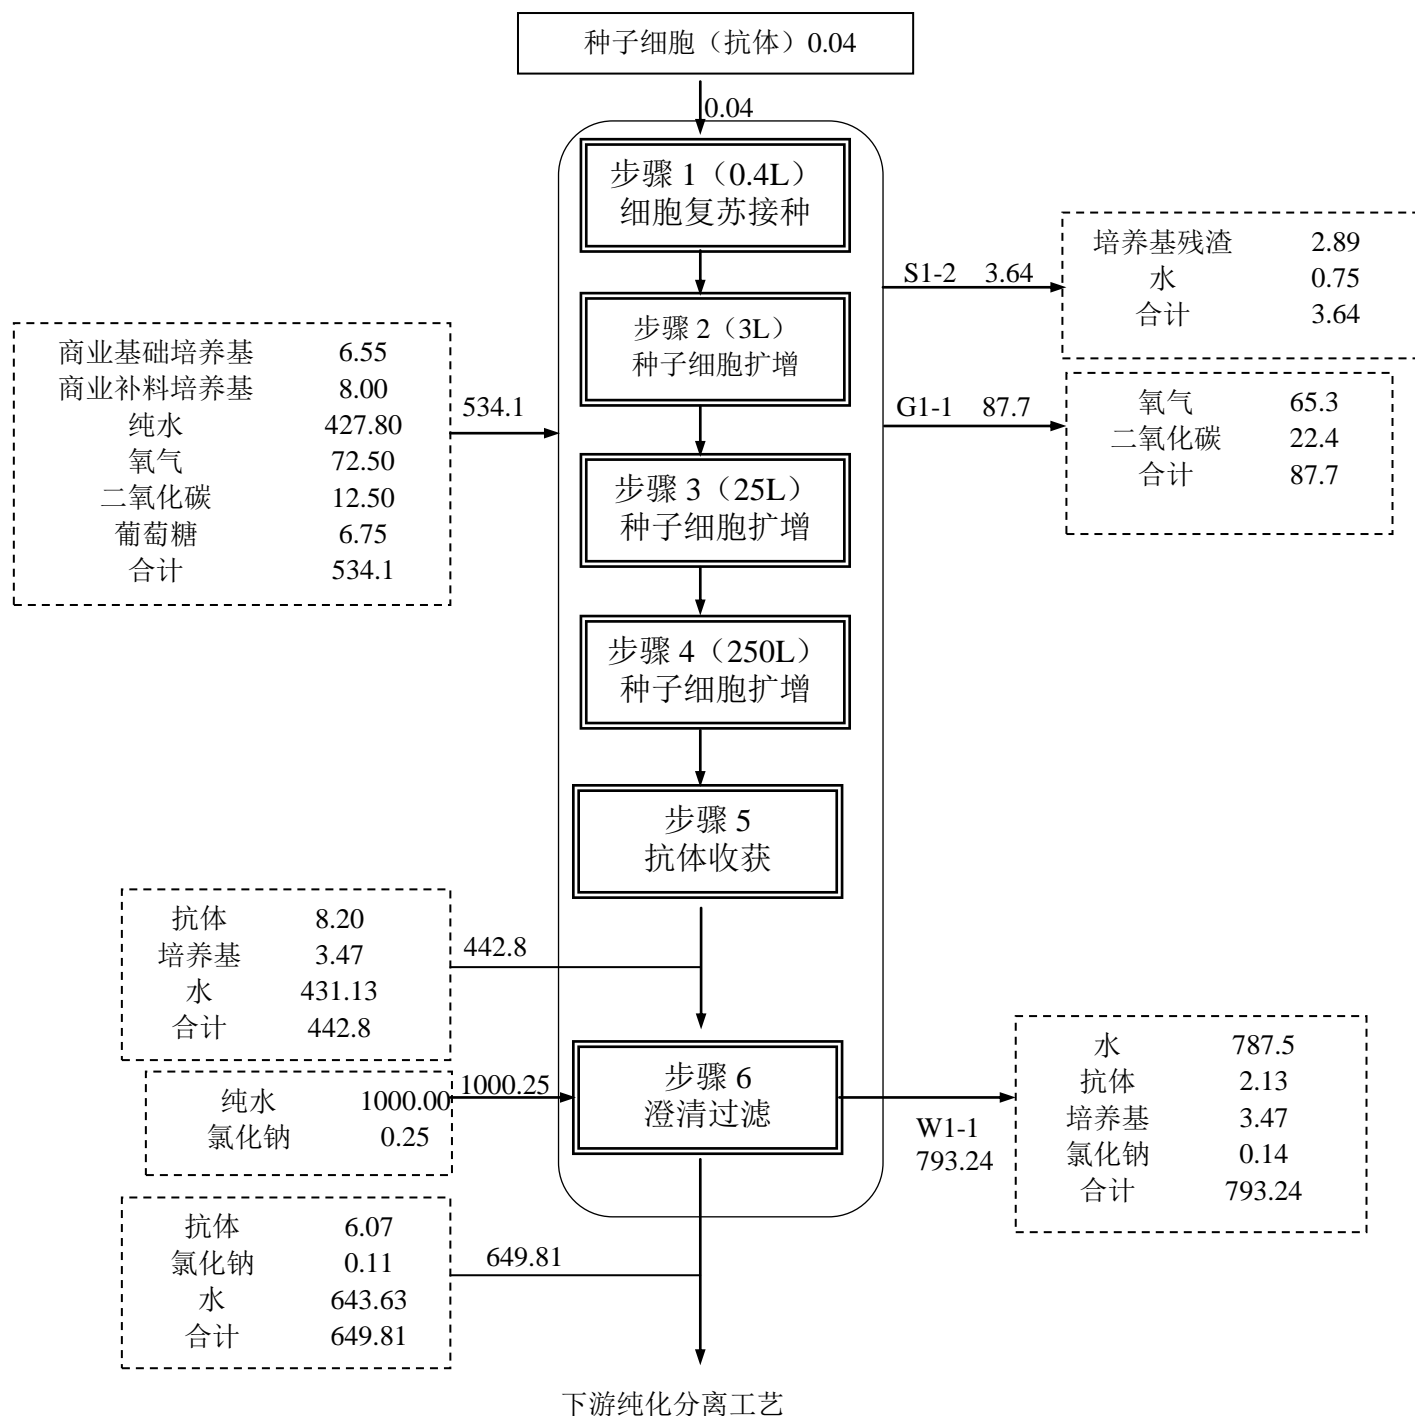 种子细胞（抗体）0.04
0.04
步骤 1（0.4L）
细胞复苏接种
培养基残渣 2.89
水 0.75
合计 3.64
S1-2 3.64
步骤 2（3L）
种子细胞扩增
商业基础培养基 6.55
商业补料培养基 8.00
纯水 427.80
氧气 72.50
二氧化碳 12.50
葡萄糖 6.75
合计 534.1
534.1
G1-1 87.7
氧气 65.3
二氧化碳 22.4
合计 87.7
步骤 3（25L）
种子细胞扩增
步骤 4（250L）
种子细胞扩增
步骤 5
抗体收获
抗体 8.20
培养基 3.47
水 431.13
合计 442.8
442.8
纯水 1000.00
氯化钠 0.25
1000.25
步骤 6
澄清过滤
W1-1
793.24
水 787.5
抗体 2.13
培养基 3.47
氯化钠 0.14
合计 793.24
抗体 6.07
氯化钠 0.11
水 643.63
合计 649.81
649.81
下游纯化分离工艺